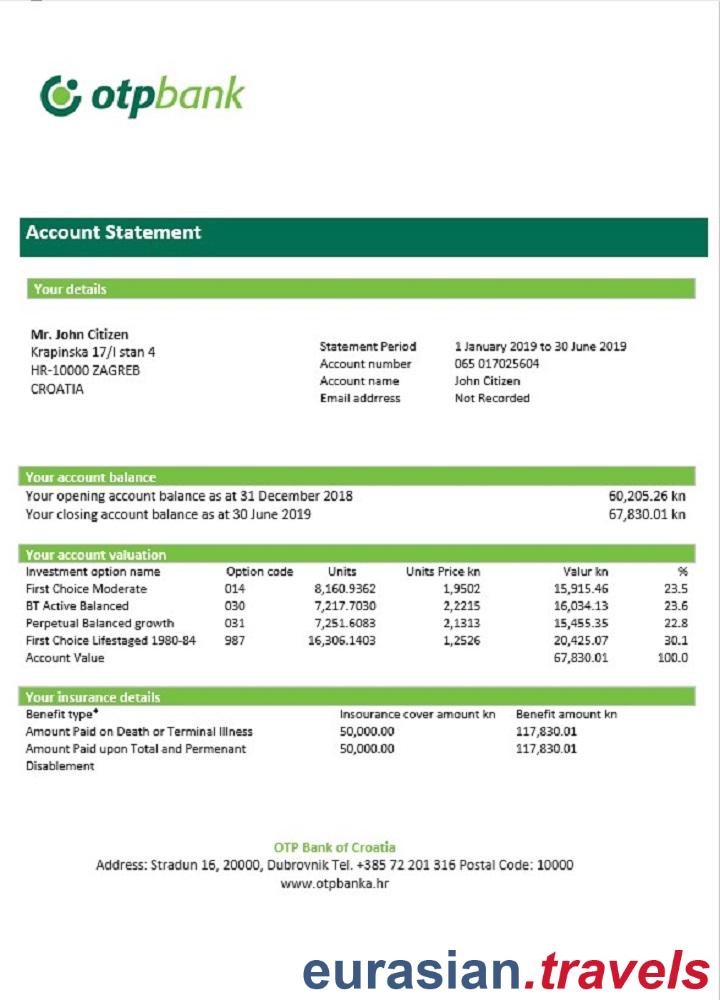 otpbank
Account Statement
Your details
Mr. John Citizen
Krapinska 17/I stan 4
HR-10000 ZAGREB
CROATIA
Statement Period 1 January 2019 to 30 June 2019
Account number 065 017025604
Account name John Citizen
Email addrress Not Recorded
Your account balance
Your opening account balance as at 31 December 2018 60,205.26 kn
Your closing account balance as at 30 June 2019 67,830.01 kn
Your account valuation
Investment option name Option code Units Units Price kn Valur kn %
First Choice Moderate 014 8,160.9362 1,9502 15,915.46 23.5
BT Active Balanced 030 7,217.7030 2,2215 16,034.13 23.6
Perpetual Balanced growth 031 7,251.6083 2,1313 15,455.35 22.8
First Choice Lifestaged 1980-84 987 16,306.1403 1,2526 20,425.07 30.1
Account Value 67,830.01 100.0
Your insurance details
Benefit type* Insourance cover amount kn Benefit amount kn
Amount Paid on Death or Terminal Illness 50,000.00 117,830.01
Amount Paid upon Total and Permenant 50,000.00 117,830.01
Disablement
OTP Bank of Croatia
Address: Stradun 16, 20000, Dubrovnik Tel. +385 72 201 316 Postal Code: 10000
www.otpbanka.hr
eurasian.travels